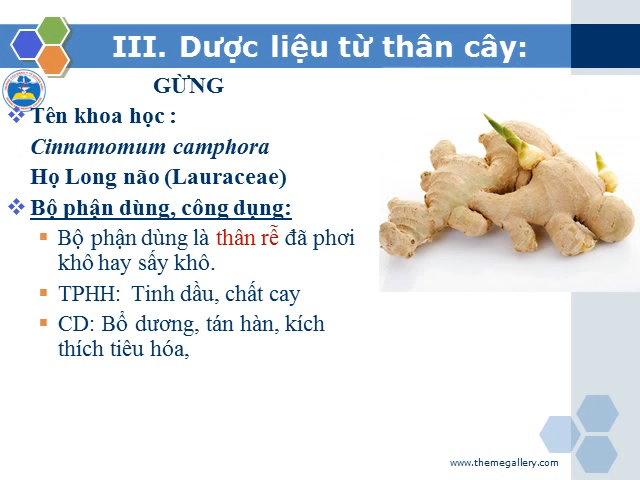 III. Dược liệu từ thân cây:
GỪNG
Tên khoa học :
Cinnamomum camphora
Họ Long não (Lauraceae)
Bộ phận dùng, công dụng:
Bộ phận dùng là thân rễ đã phơi
khô hay sấy khô.
TPHH: Tinh dầu, chất cay
CD: Bổ dương, tán hàn, kích
thích tiêu hóa,
www.themegallery.com